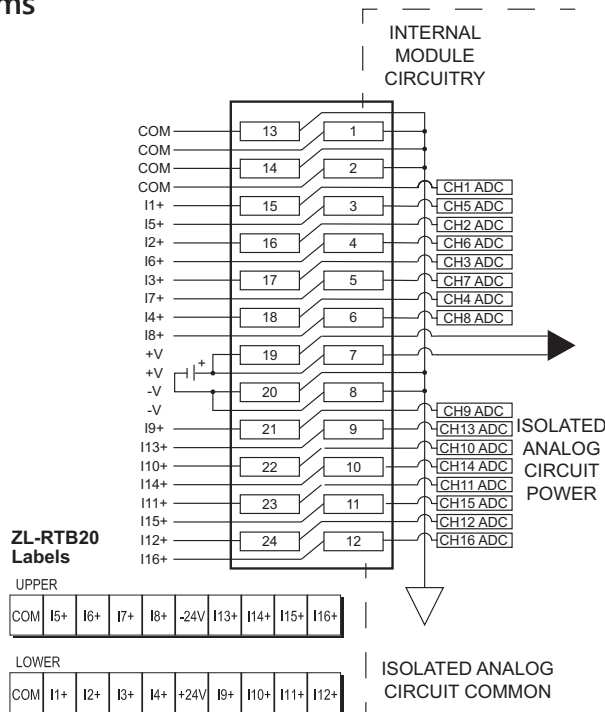 ms
INTERNAL
MODULE
CIRCUITRY
COM
13
1
COM
COM
14
2
COM
CH1 ADC
I1+
15
3
CH5 ADC
I5+
CH2 ADC
I2+
16
4
CH6 ADC
I6+
CH3 ADC
I3+
17
5
CH7 ADC
I7+
CH4 ADC
I4+
18
6
CH8 ADC
I8+
+V
19
7
+V
+
-V
20
8
-V
CH9 ADC
I9+
21
9
CH13 ADC
I13+
CH10 ADC
I10+
22
10
CH14 ADC
I14+
CH11 ADC
I11+
23
11
CH15 ADC
I15+
CH12 ADC
I12+
24
12
CH16 ADC
I16+
ISOLATED
ANALOG
CIRCUIT
POWER
ZL-RTB20
Labels
UPPER
COM I5+ I6+ I7+ I8+ -24V I13+ I14+ I15+ I16+
LOWER
COM I1+ I2+ I3+ I4+ +24V I9+ I10+ I11+ I12+
ISOLATED ANALOG
CIRCUIT COMMON